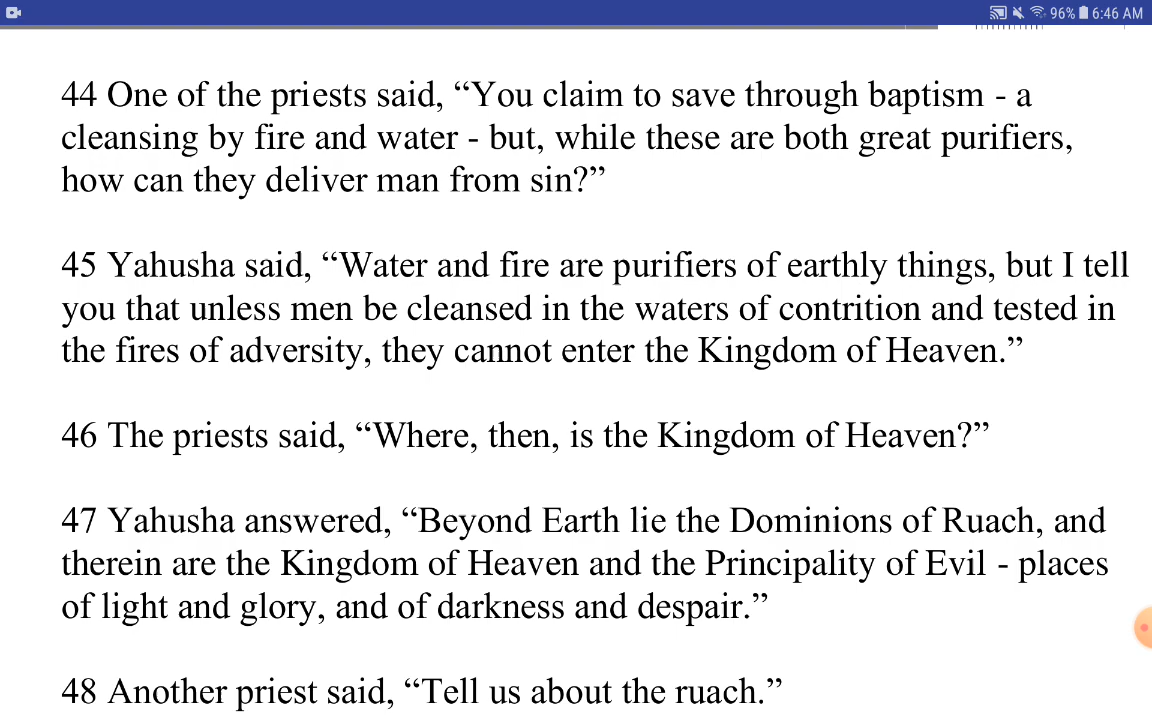 96% 6:46 AM
44 One of the priests said, “You claim to save through baptism - a
cleansing by fire and water - but, while these are both great purifiers,
how can they deliver man from sin?”
45 Yahusha said, “Water and fire are purifiers of earthly things, but I tell
you that unless men be cleansed in the waters of contrition and tested in
the fires of adversity, they cannot enter the Kingdom of Heaven.”
46 The priests said, “Where, then, is the Kingdom of Heaven?”
47 Yahusha answered, “Beyond Earth lie the Dominions of Ruach, and
therein are the Kingdom of Heaven and the Principality of Evil - places
of light and glory, and of darkness and despair.”
48 Another priest said, “Tell us about the ruach.”